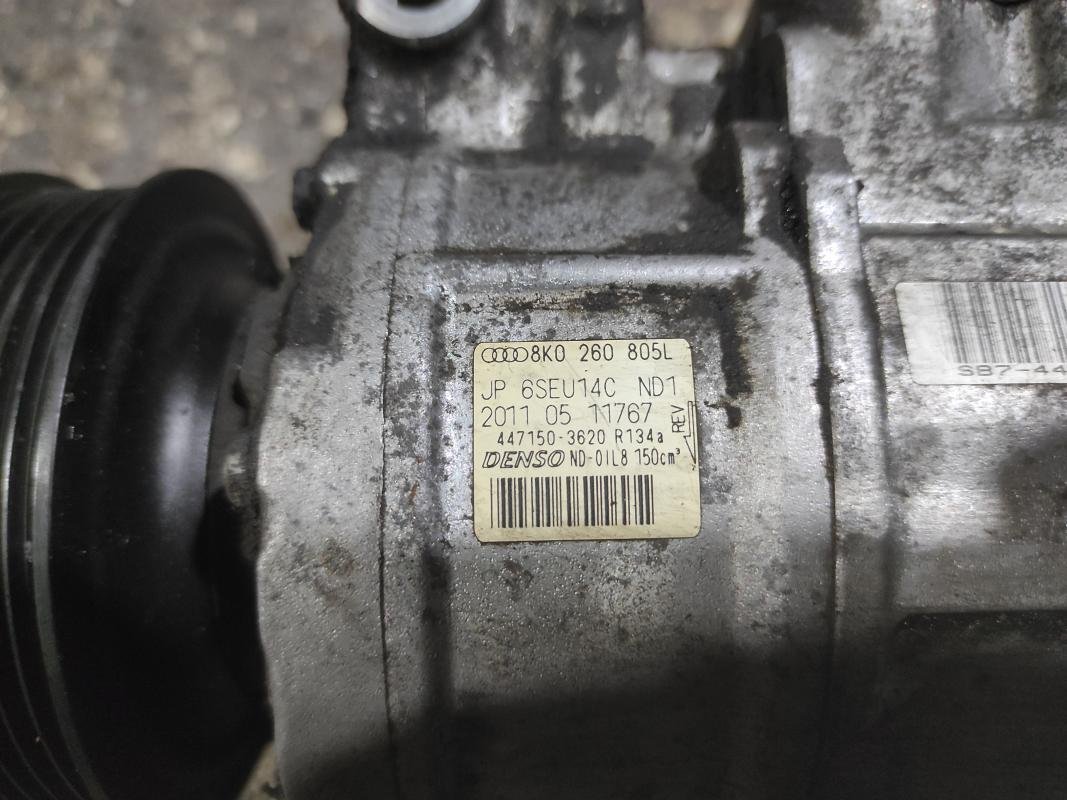 8K0 260 805L
JP 6SEU14C ND1
2011 05 11767
REV
447150-3620 R134a
DENSO ND-OIL8 150cm³
SB7-44